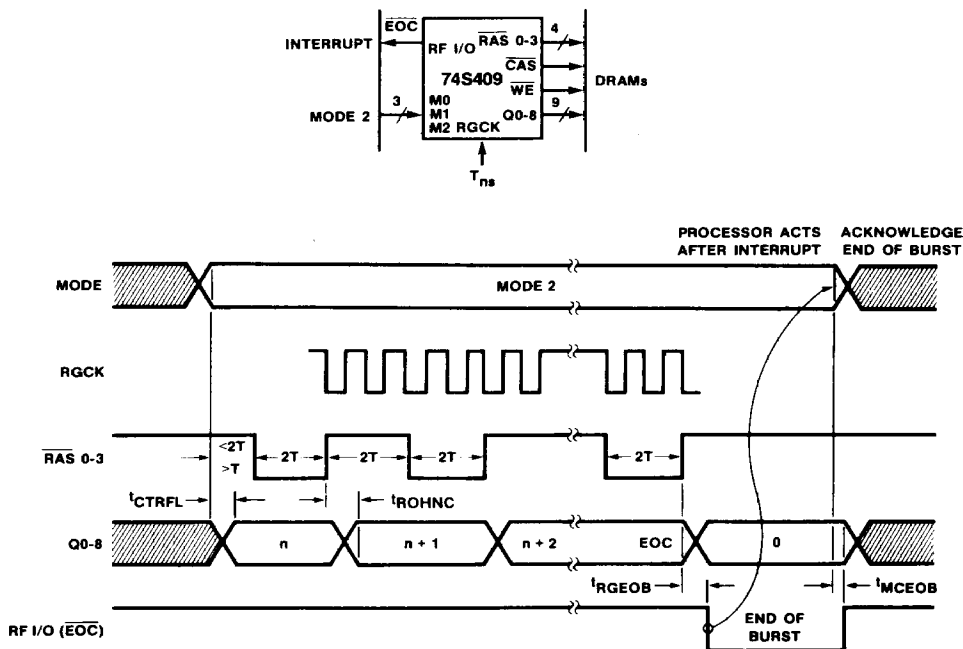 EOC
INTERRUPT
RF I/O
RAS 0-3
4
CAS
74S409
WE
DRAMs
3
M0
M1
M2
RGCK
MODE 2
9
Q0-8
Tns
PROCESSOR ACTS
AFTER INTERRUPT
ACKNOWLEDGE
END OF BURST
MODE
MODE 2
RGCK
RAS 0-3
<2T
>T
2T
2T
2T
2T
tCTRFL
tROHNC
Q0-8
n
n + 1
n + 2
EOC
0
tRGEOB
tMCEOB
RF I/O (EOC)
END OF
BURST